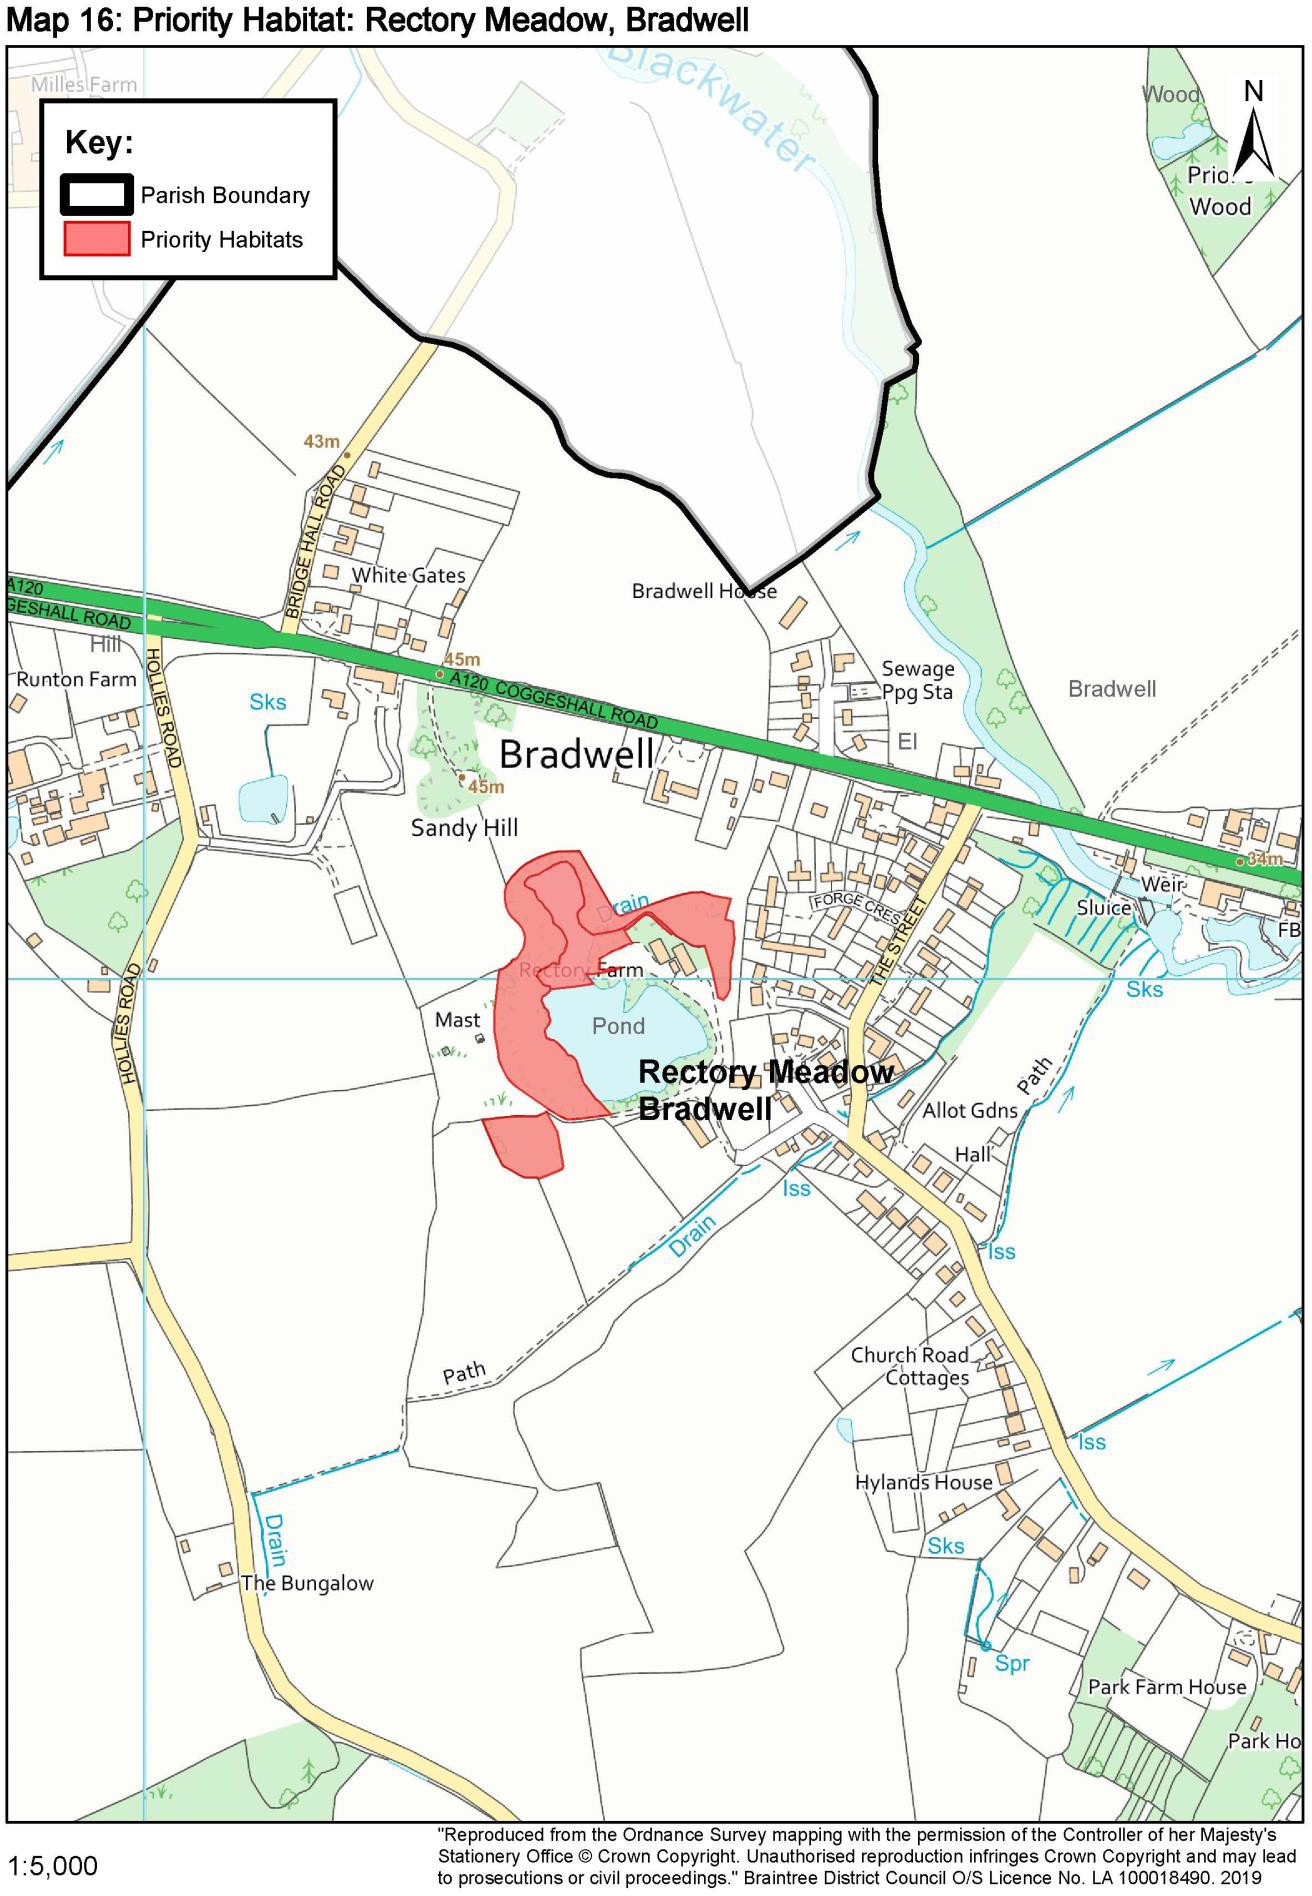 Map 16: Priority Habitat: Rectory Meadow, Bradwell
Milles Farm
Blackwater
Wood
N
Key:
Parish Boundary
Priority Habitats
Wood
43m
BRIDGE HALL ROAD
White Gates
Bradwell House
A120
GESHALL ROAD
Hill
Runton Farm
HOLLIES ROAD
Sks
45m
A120 COGGESHALL ROAD
Sewage
Ppg Sta
Bradwell
El
Bradwell
45m
Sandy Hill
34m
Weir
Sluice
FB
Drain
FORGE CRES
THE STREET
Rectory Farm
Sks
HOLLIES ROAD
Mast
Pond
Rectory Meadow
Bradwell
Path
Allot Gdns
Hall
Iss
Drain
Iss
Path
Church Road
Cottages
Iss
Hylands House
Drain
Sks
The Bungalow
Spr
Park Farm House
Park Ho
1:5,000
"Reproduced from the Ordnance Survey mapping with the permission of the Controller of her Majesty's
Stationery Office © Crown Copyright. Unauthorised reproduction infringes Crown Copyright and may lead
to prosecutions or civil proceedings." Braintree District Council O/S Licence No. LA 100018490. 2019